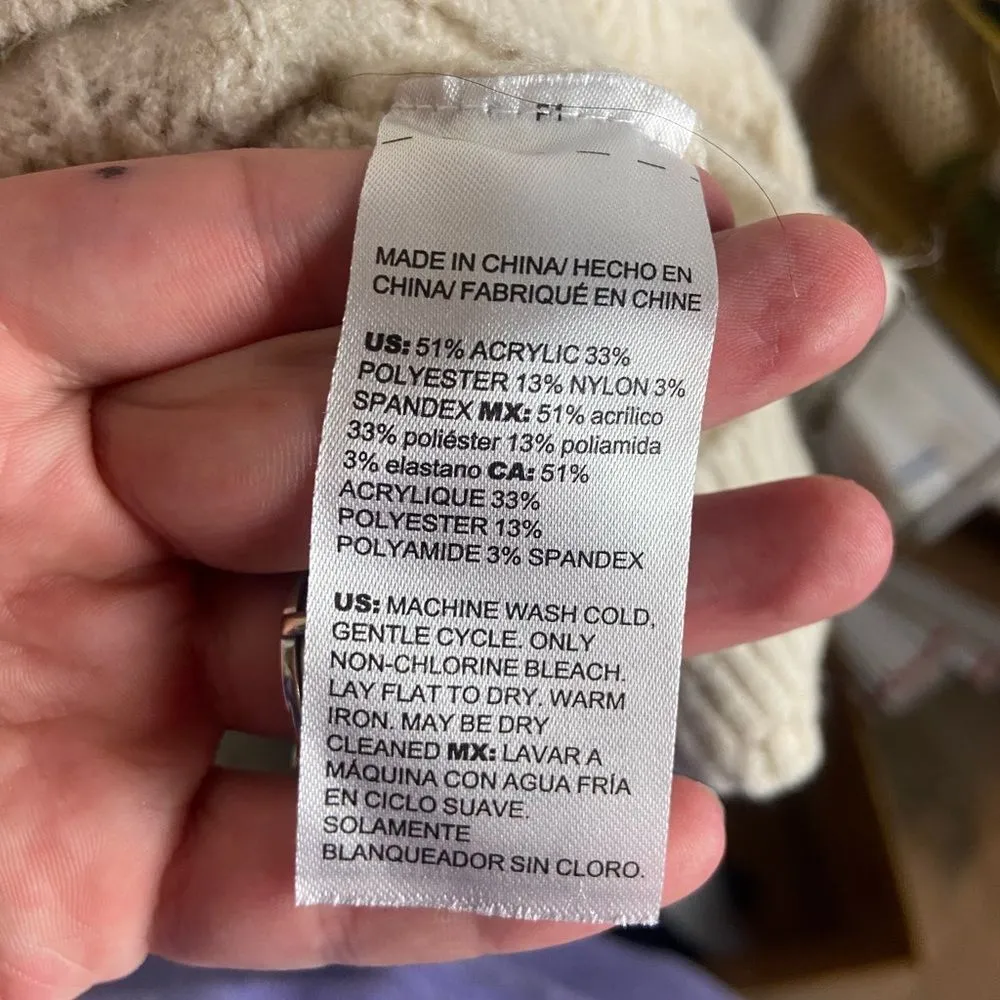 F1
MADE IN CHINA/ HECHO EN
CHINA/ FABRIQUÉ EN CHINE
US: 51% ACRYLIC 33%
POLYESTER 13% NYLON 3%
SPANDEX MX: 51% acrilico
33% poliéster 13% poliamida
3% elastano CA: 51%
ACRYLIQUE 33%
POLYESTER 13%
POLYAMIDE 3% SPANDEX
US: MACHINE WASH COLD.
GENTLE CYCLE. ONLY
NON-CHLORINE BLEACH.
LAY FLAT TO DRY. WARM
IRON. MAY BE DRY
CLEANED MX: LAVAR A
MÁQUINA CON AGUA FRÍA
EN CICLO SUAVE.
SOLAMENTE
BLANQUEADOR SIN CLORO.